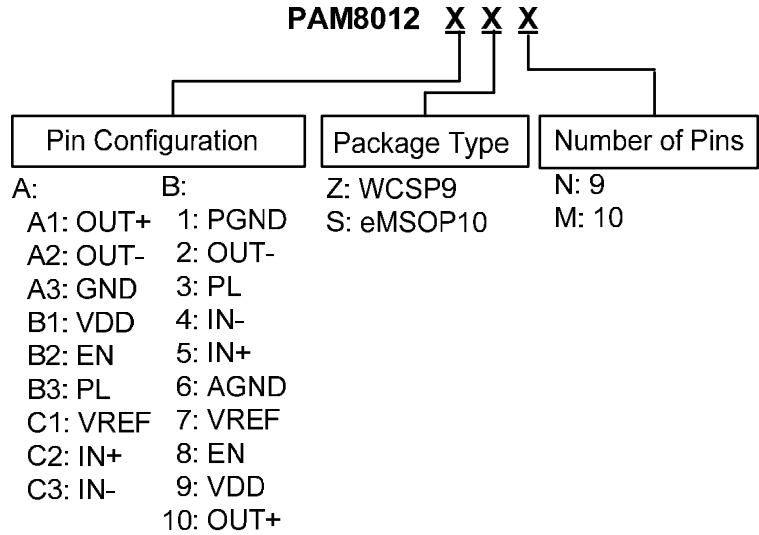 PAM8012 X X X
Pin Configuration
A:
A1: OUT+
A2: OUT-
A3: GND
B1: VDD
B2: EN
B3: PL
C1: VREF
C2: IN+
C3: IN-
B:
1: PGND
2: OUT-
3: PL
4: IN-
5: IN+
6: AGND
7: VREF
8: EN
9: VDD
10: OUT+
Package Type
Z: WCSP9
S: eMSOP10
Number of Pins
N: 9
M: 10